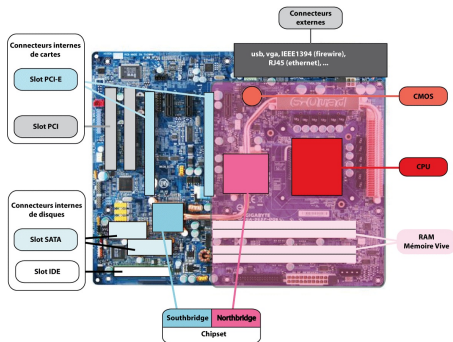 Connecteurs
externes
usb, vga, IEEE1394 (firewire),
RJ45 (ethernet), ...
Connecteurs internes
de cartes
Slot PCI-E
Slot PCI
CMOS
CPU
Connecteurs internes
de disques
Slot SATA
Slot IDE
RAM
Mémoire Vive
GIGABYTE
Southbridge
Northbridge
Chipset